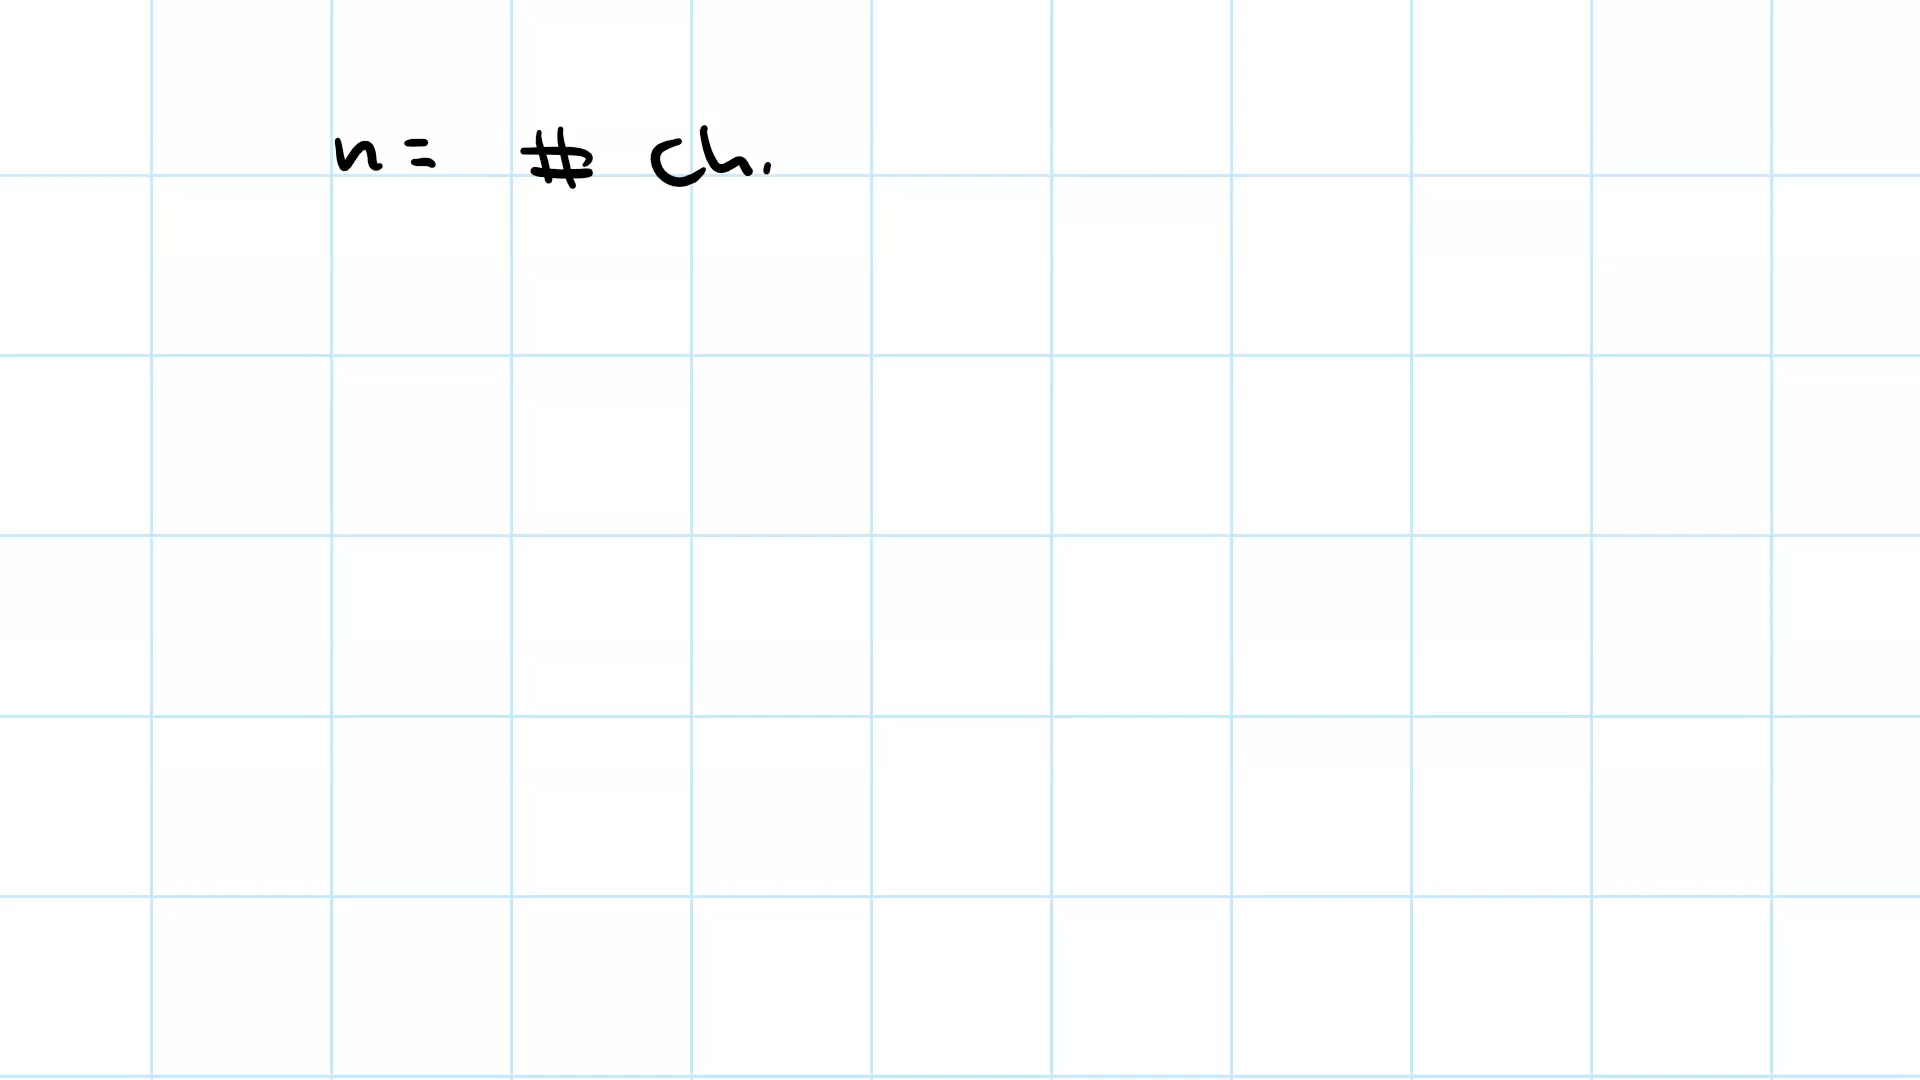 n = # ch.